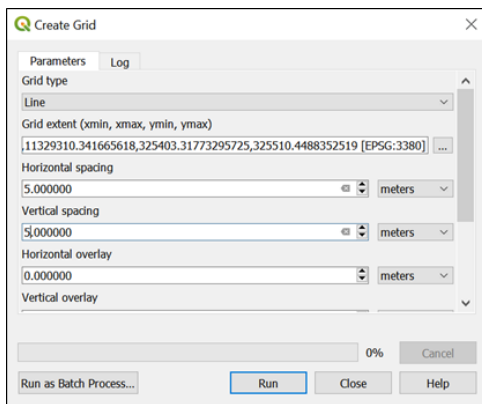 Create Grid
Parameters Log
Grid type
Line
Grid extent (xmin, xmax, ymin, ymax)
.11329310.341665618,325403.31773295725,325510.4488352519 [EPSG:3380] ...
Horizontal spacing
5.000000 meters
Vertical spacing
5.000000 meters
Horizontal overlay
0.000000 meters
Vertical overlay
0% Cancel
Run as Batch Process... Run Close Help